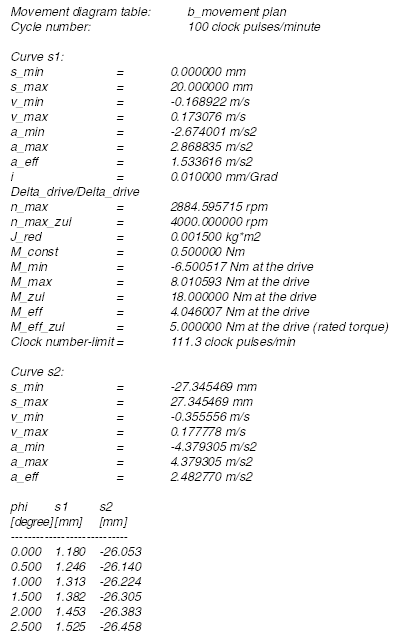 Movement diagram table: b_movement plan
Cycle number: 100 clock pulses/minute
Curve s1:
s_min = 0.000000 mm
s_max = 20.000000 mm
v_min = -0.168922 m/s
v_max = 0.173076 m/s
a_min = -2.674001 m/s2
a_max = 2.868835 m/s2
a_eff = 1.533616 m/s2
i = 0.010000 mm/Grad
Delta_drive/Delta_drive
n_max = 2884.595715 rpm
n_max_zul = 4000.000000 rpm
J_red = 0.001500 kg*m2
M_const = 0.500000 Nm
M_min = -6.500517 Nm at the drive
M_max = 8.010593 Nm at the drive
M_zul = 18.000000 Nm at the drive
M_eff = 4.046007 Nm at the drive
M_eff_zul = 5.000000 Nm at the drive (rated torque)
Clock number-limit = 111.3 clock pulses/min
Curve s2:
s_min = -27.345469 mm
s_max = 27.345469 mm
v_min = -0.355556 m/s
v_max = 0.177778 m/s
a_min = -4.379305 m/s2
a_max = 4.379305 m/s2
a_eff = 2.482770 m/s2
phi s1 s2
[degree] [mm] [mm]
----------------------------
0.000 1.180 -26.053
0.500 1.246 -26.140
1.000 1.313 -26.224
1.500 1.382 -26.305
2.000 1.453 -26.383
2.500 1.525 -26.458